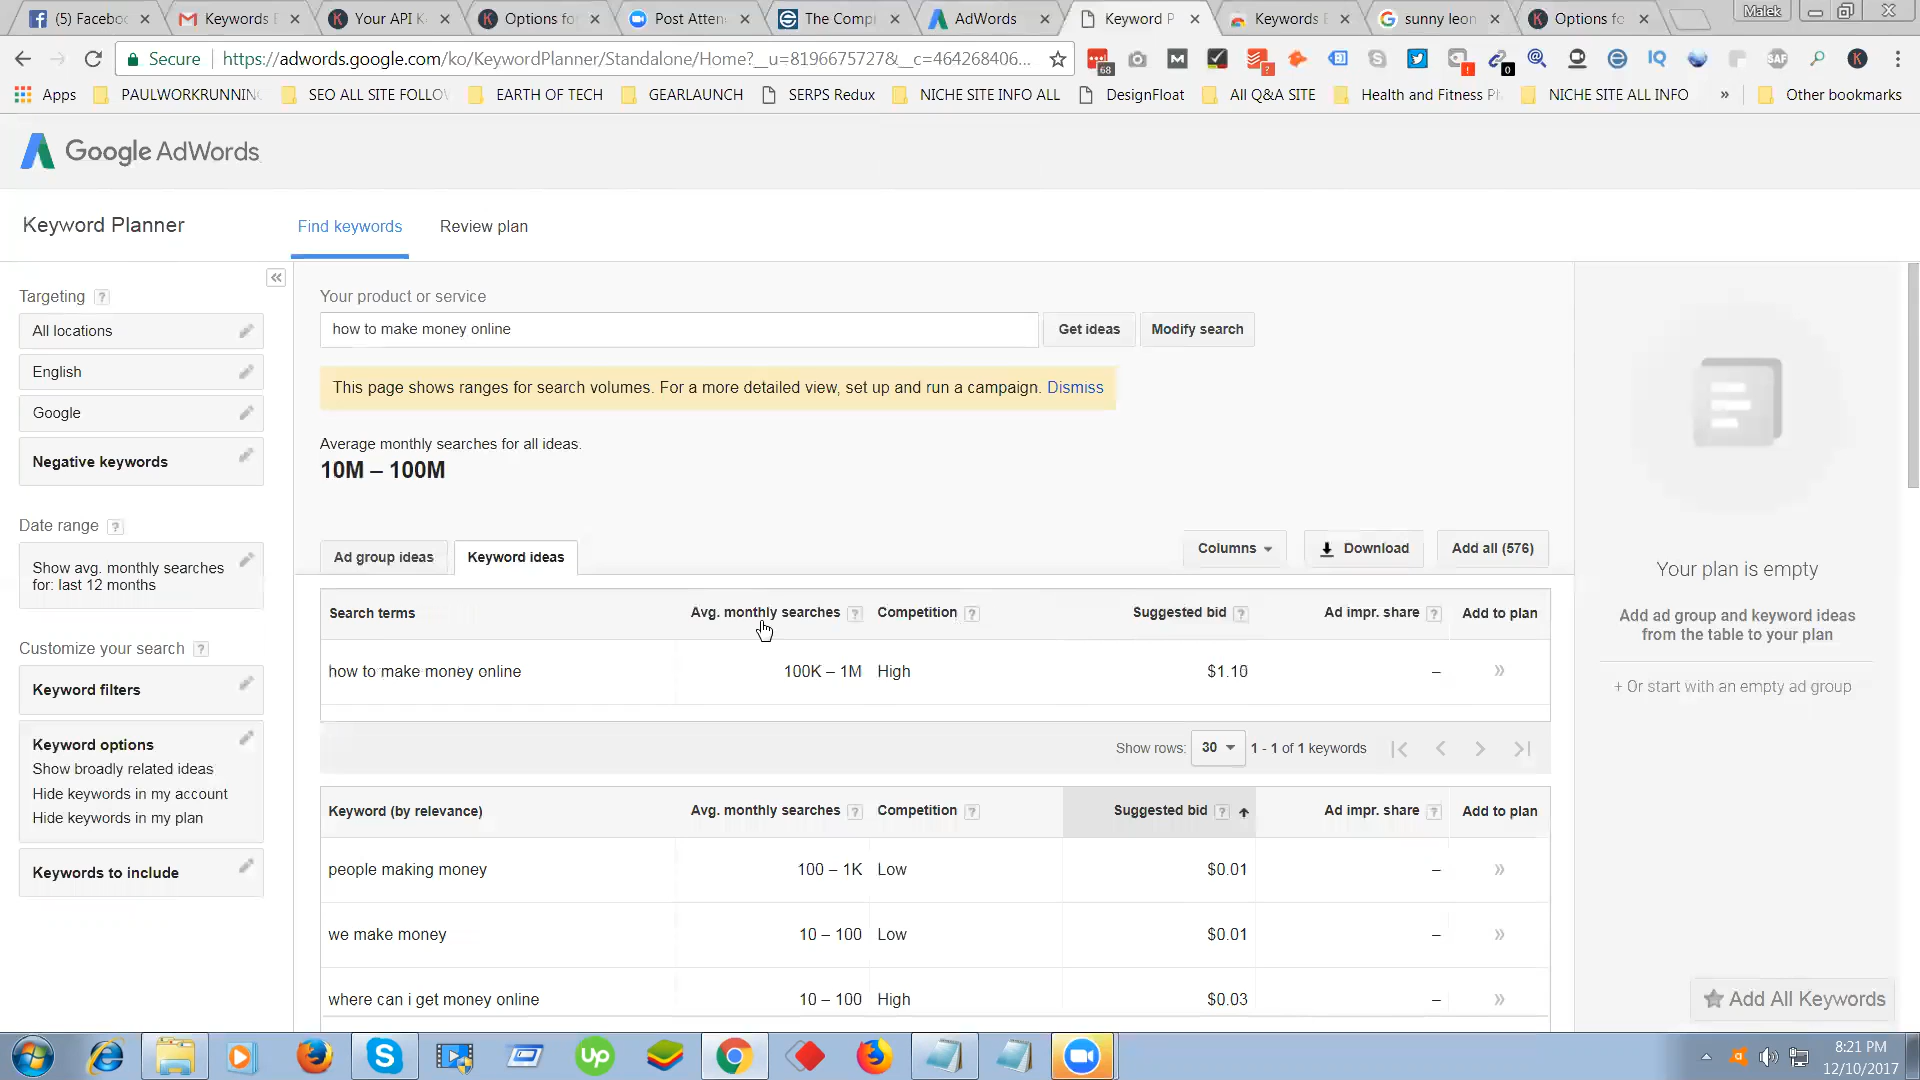 (5) Faceboo
Keywords E
Your API K
Options fo
Post Atten
The Compl
AdWords
Keyword P
Keywords E
sunny leon
Options fo
Malek
Secure
https://adwords.google.com/ko/KeywordPlanner/Standalone/Home?__u=8196675727&__c=464268406...
68
0
Apps
PAULWORKRUNNING
SEO ALL SITE FOLLOW
EARTH OF TECH
GEARLAUNCH
SERPS Redux
NICHE SITE INFO ALL
DesignFloat
All Q&A SITE
Health and Fitness Ph
NICHE SITE ALL INFO
»
Other bookmarks
Google AdWords
Keyword Planner
Find keywords
Review plan
Targeting ?
All locations
English
Google
Negative keywords
Date range ?
Show avg. monthly searches
for: last 12 months
Customize your search ?
Keyword filters
Keyword options
Show broadly related ideas
Hide keywords in my account
Hide keywords in my plan
Keywords to include
Your product or service
how to make money online
Get ideas
Modify search
This page shows ranges for search volumes. For a more detailed view, set up and run a campaign. Dismiss
Average monthly searches for all ideas.
10M – 100M
Ad group ideas
Keyword ideas
Columns
Download
Add all (576)
Search terms Avg. monthly searches ? Competition ? Suggested bid ? Ad impr. share ? Add to plan
how to make money online 100K – 1M High $1.10 – »
Show rows: 30 1 - 1 of 1 keywords
Keyword (by relevance) Avg. monthly searches ? Competition ? Suggested bid ? Ad impr. share ? Add to plan
people making money 100 – 1K Low $0.01 – »
we make money 10 – 100 Low $0.01 – »
where can i get money online 10 – 100 High $0.03 – »
Your plan is empty
Add ad group and keyword ideas
from the table to your plan
+ Or start with an empty ad group
Add All Keywords
Up
8:21 PM
12/10/2017